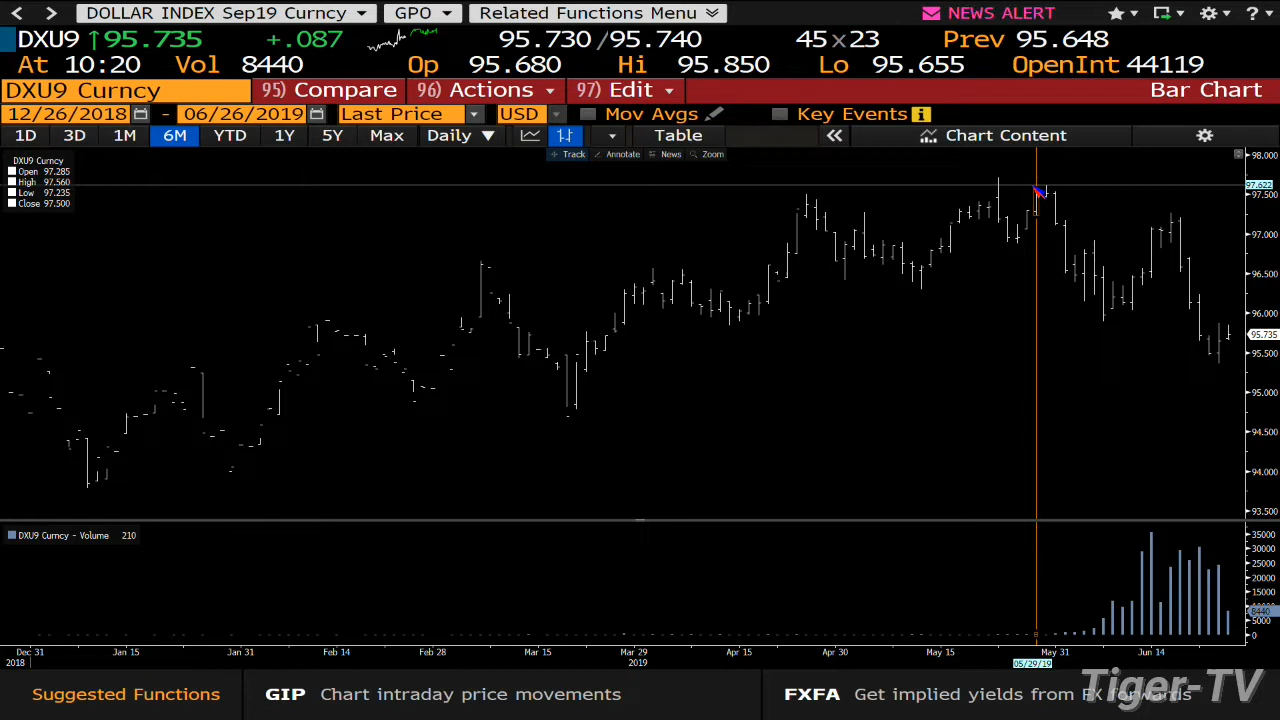 DOLLAR INDEX Sep19 Curncy GPO Related Functions Menu NEWS ALERT ?
DXU9 ↑95.735 +.087 95.730/95.740 45x23 Prev 95.648
At 10:20 Vol 8440 Op 95.680 Hi 95.850 Lo 95.655 OpenInt 44119
DXU9 Curncy 95) Compare 96) Actions 97) Edit Bar Chart
12/26/2018 - 06/26/2019 Last Price USD Mov Avgs Key Events i
1D 3D 1M 6M YTD 1Y 5Y Max Daily ▼ Table Chart Content
Track Annotate News Zoom
DXU9 Curncy
Open 97.285
High 97.560
Low 97.235
Close 97.500
98.000
97.622
97.500
97.000
96.500
96.000
95.735
95.500
95.000
94.500
94.000
93.500
DXU9 Curncy - Volume 210
35000
30000
25000
20000
15000
8440
5000
0
Dec 31 Jan 15 Jan 31 Feb 14 Feb 28 Mar 15 Mar 29 Apr 15 Apr 30 May 15 May 31 Jun 14
2018 2019 05/29/19
Suggested Functions GIP Chart intraday price movements FXFA Get implied yields from FX forwards
Tiger-TV